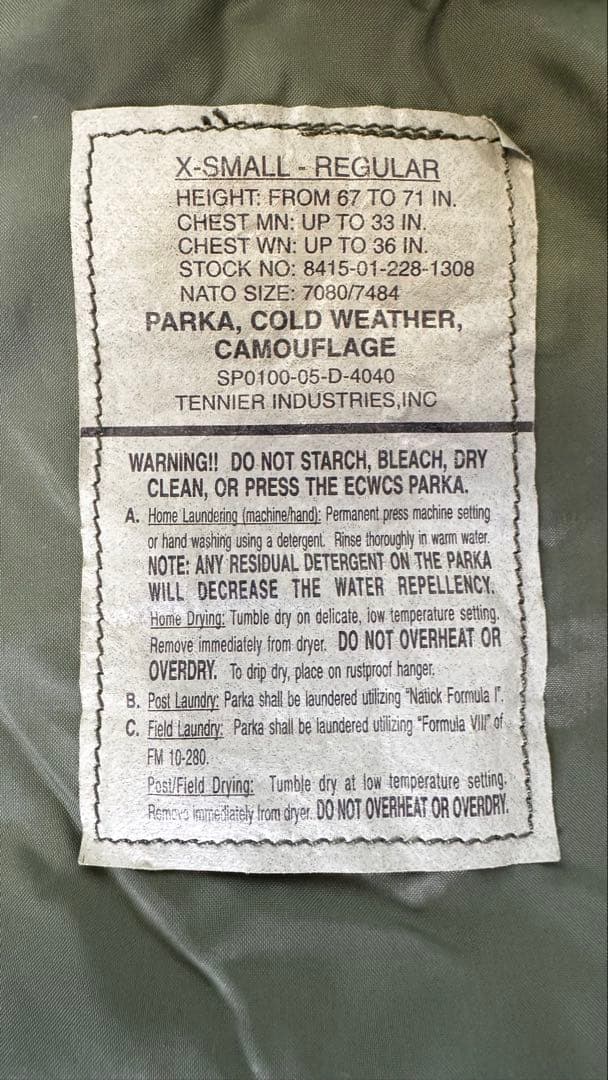 X-SMALL - REGULAR
HEIGHT: FROM 67 TO 71 IN.
CHEST MN: UP TO 33 IN.
CHEST WN: UP TO 36 IN.
STOCK NO: 8415-01-228-1308
NATO SIZE: 7080/7484
PARKA, COLD WEATHER,
CAMOUFLAGE
SP0100-05-D-4040
TENNIER INDUSTRIES,INC
WARNING!! DO NOT STARCH, BLEACH, DRY
CLEAN, OR PRESS THE ECWCS PARKA.
A. Home Laundering (machine/hand): Permanent press machine setting
or hand washing using a detergent. Rinse thoroughly in warm water.
NOTE: ANY RESIDUAL DETERGENT ON THE PARKA
WILL DECREASE THE WATER REPELLENCY.
Home Drying: Tumble dry on delicate, low temperature setting.
Remove immediately from dryer. DO NOT OVERHEAT OR
OVERDRY. To drip dry, place on rustproof hanger.
B. Post Laundry: Parka shall be laundered utilizing "Natick Formula I".
C. Field Laundry: Parka shall be laundered utilizing "Formula VII" of
FM 10-280.
Post/Field Drying: Tumble dry at low temperature setting.
Remove immediately from dryer. DO NOT OVERHEAT OR OVERDRY.